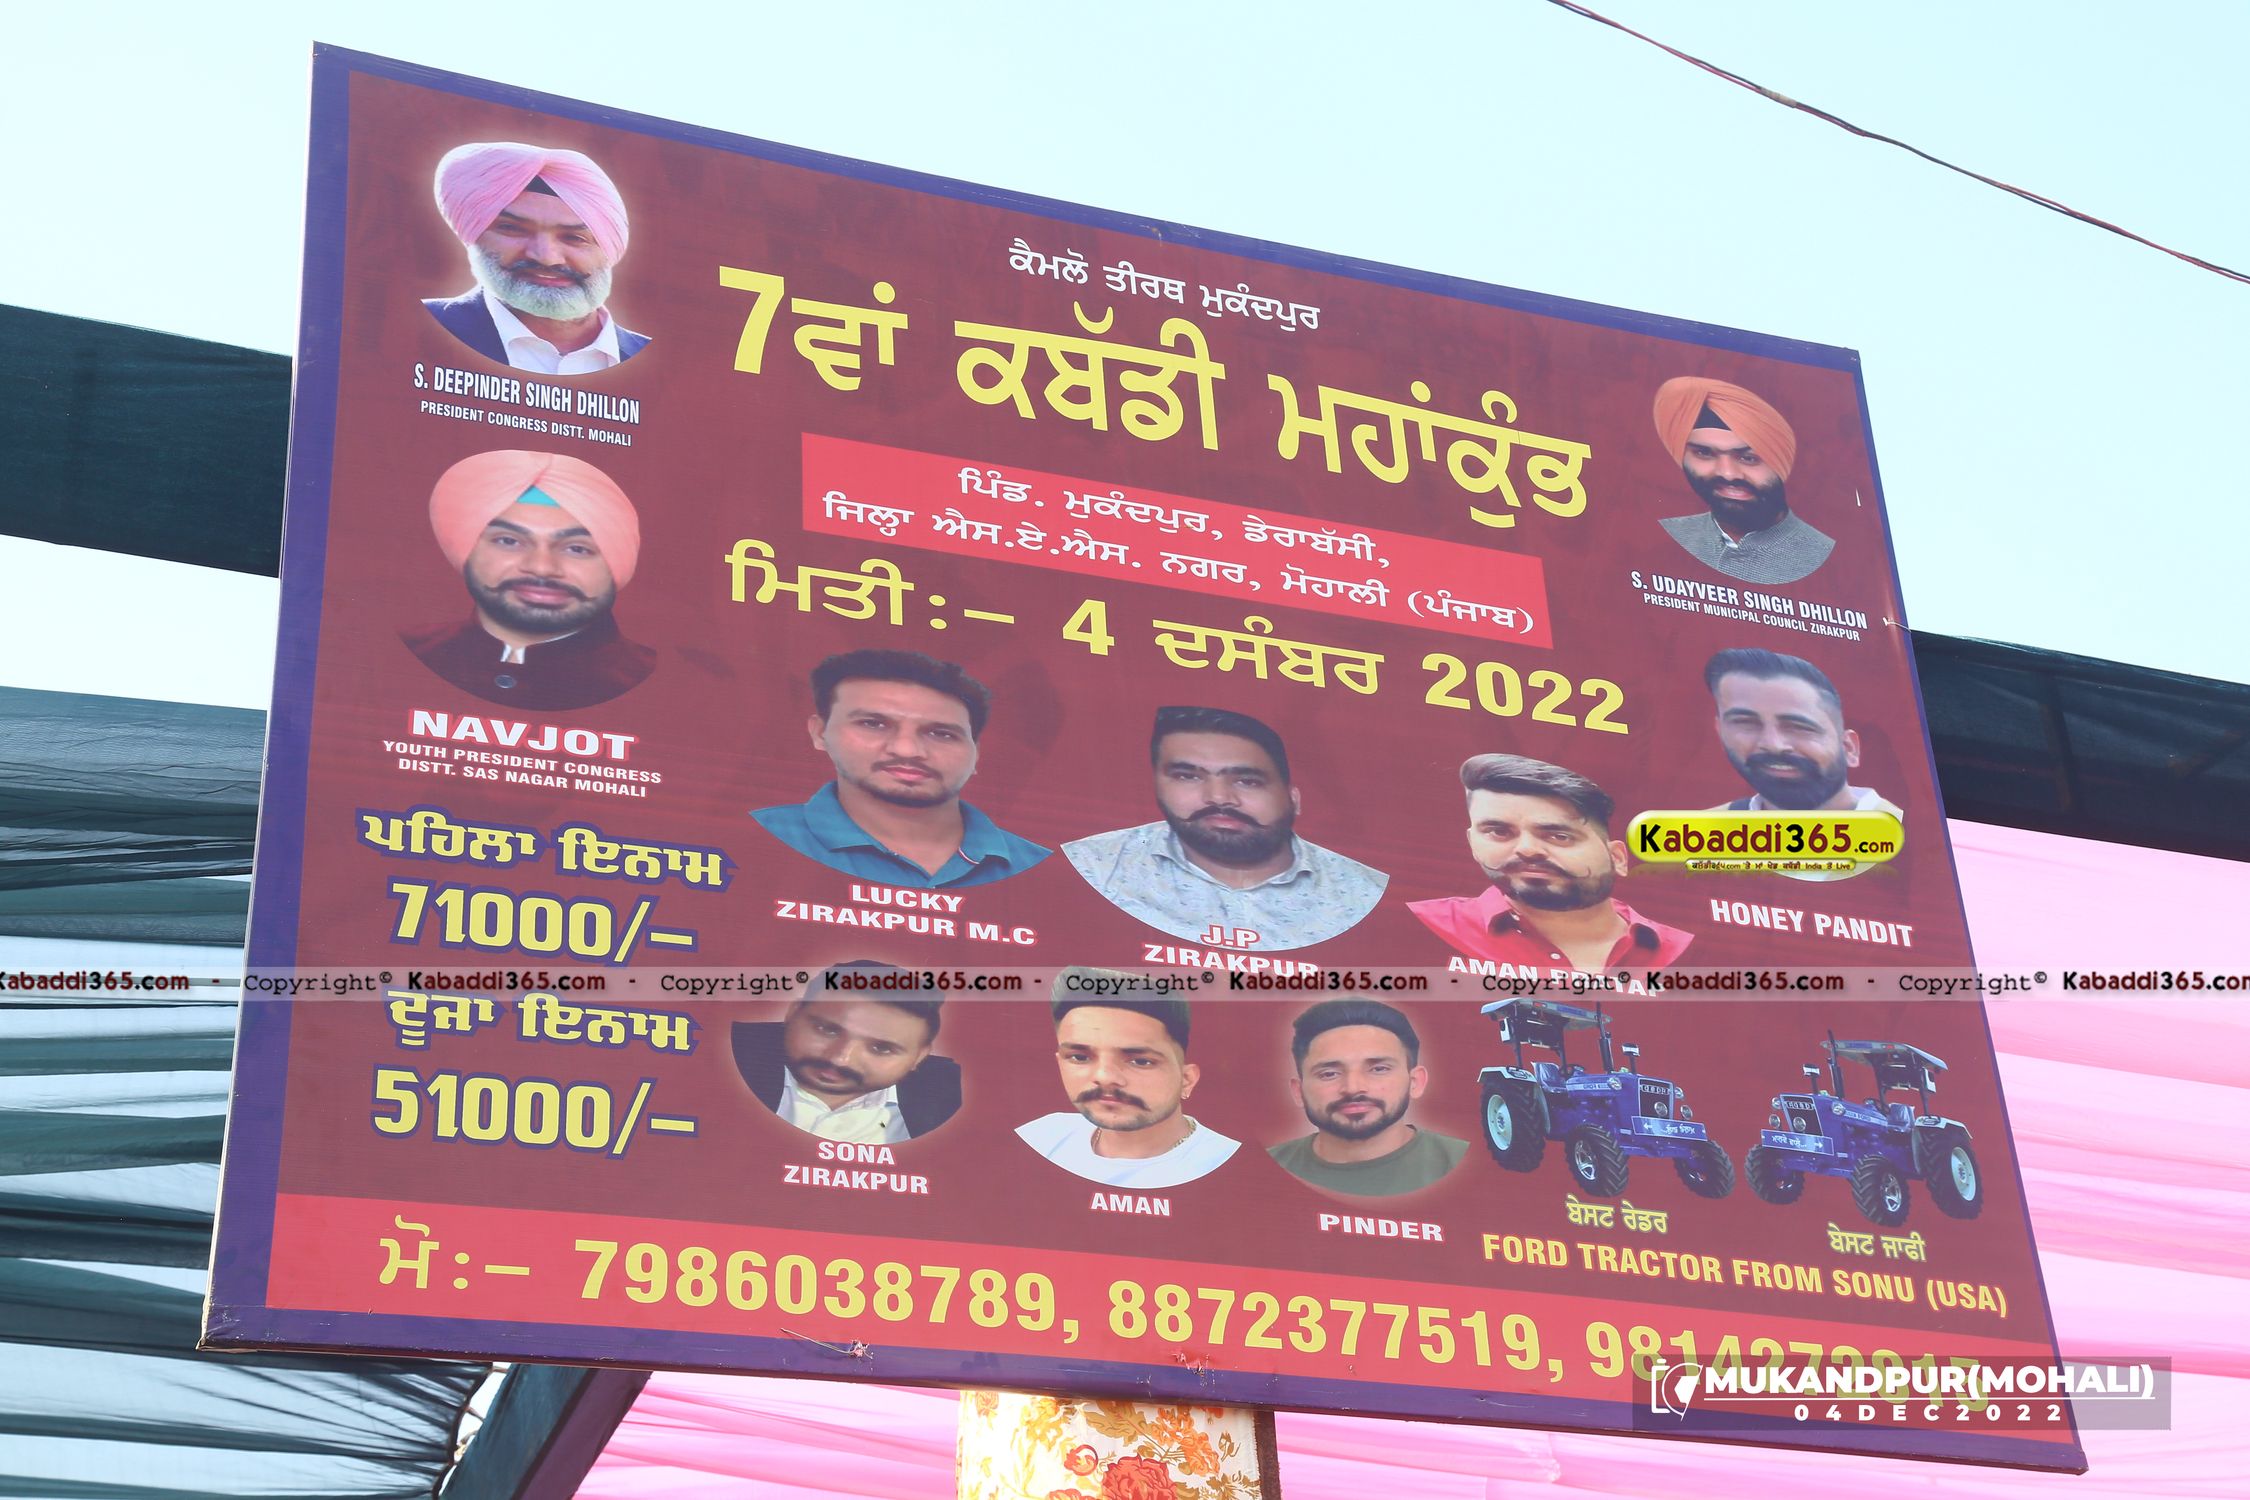 ਕੈਮਲੋ ਤੀਰਥ ਮੁਕੰਦਪੁਰ
7ਵਾਂ ਕਬੱਡੀ ਮਹਾਂਕੁੰਭ
ਪਿੰਡ. ਮੁਕੰਦਪੁਰ, ਡੇਰਾਬੱਸੀ,
ਜਿਲ੍ਹਾ ਐਸ.ਏ.ਐਸ. ਨਗਰ, ਮੋਹਾਲੀ (ਪੰਜਾਬ)
ਮਿਤੀ:- 4 ਦਸੰਬਰ 2022
S. DEEPINDER SINGH DHILLON
PRESIDENT CONGRESS DISTT. MOHALI
S. UDAYVEER SINGH DHILLON
PRESIDENT MUNICIPAL COUNCIL ZIRAKPUR
NAVJOT
YOUTH PRESIDENT CONGRESS
DISTT. SAS NAGAR MOHALI
LUCKY
ZIRAKPUR M.C
J.P
ZIRAKPUR
AMAN
Kabaddi365.com
India ਤੋਂ Live
HONEY PANDIT
ਪਹਿਲਾ ਇਨਾਮ
71000/-
Kabaddi365.com - Copyright© Kabaddi365.com - Copyright© Kabaddi365.com - Copyright© Kabaddi365.com - Copyright© Kabaddi365.com - Copyright© Kabaddi365.com
ਦੂਜਾ ਇਨਾਮ
51000/-
SONA
ZIRAKPUR
AMAN
PINDER
ਬੇਸਟ ਰੇਡਰ
ਬੇਸਟ ਜਾਫੀ
FORD TRACTOR FROM SONU (USA)
ਮੋ:- 7986038789, 8872377519,
MUKANDPUR(MOHALI)
04DEC2022